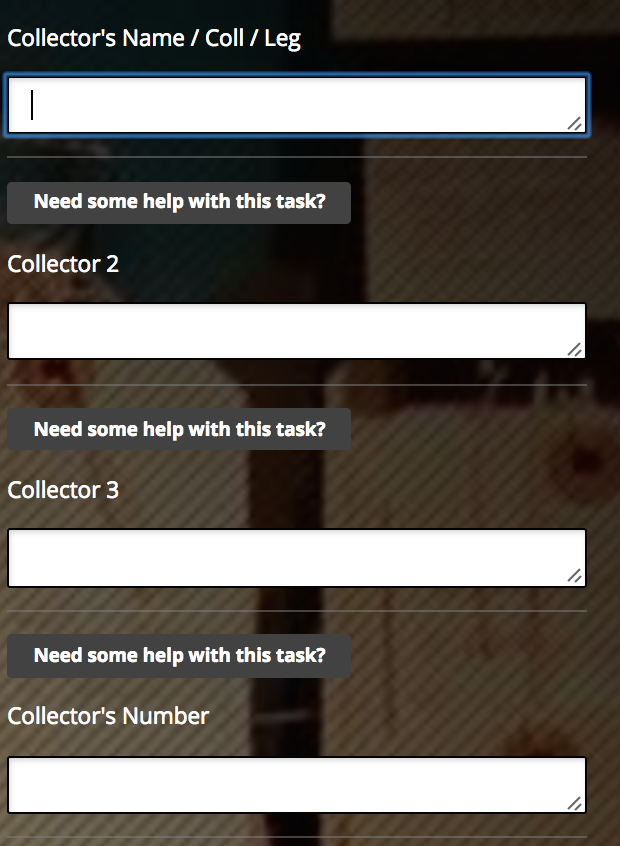 Collector's Name / Coll / Leg
Need some help with this task?
Collector 2
Need some help with this task?
Collector 3
Need some help with this task?
Collector's Number